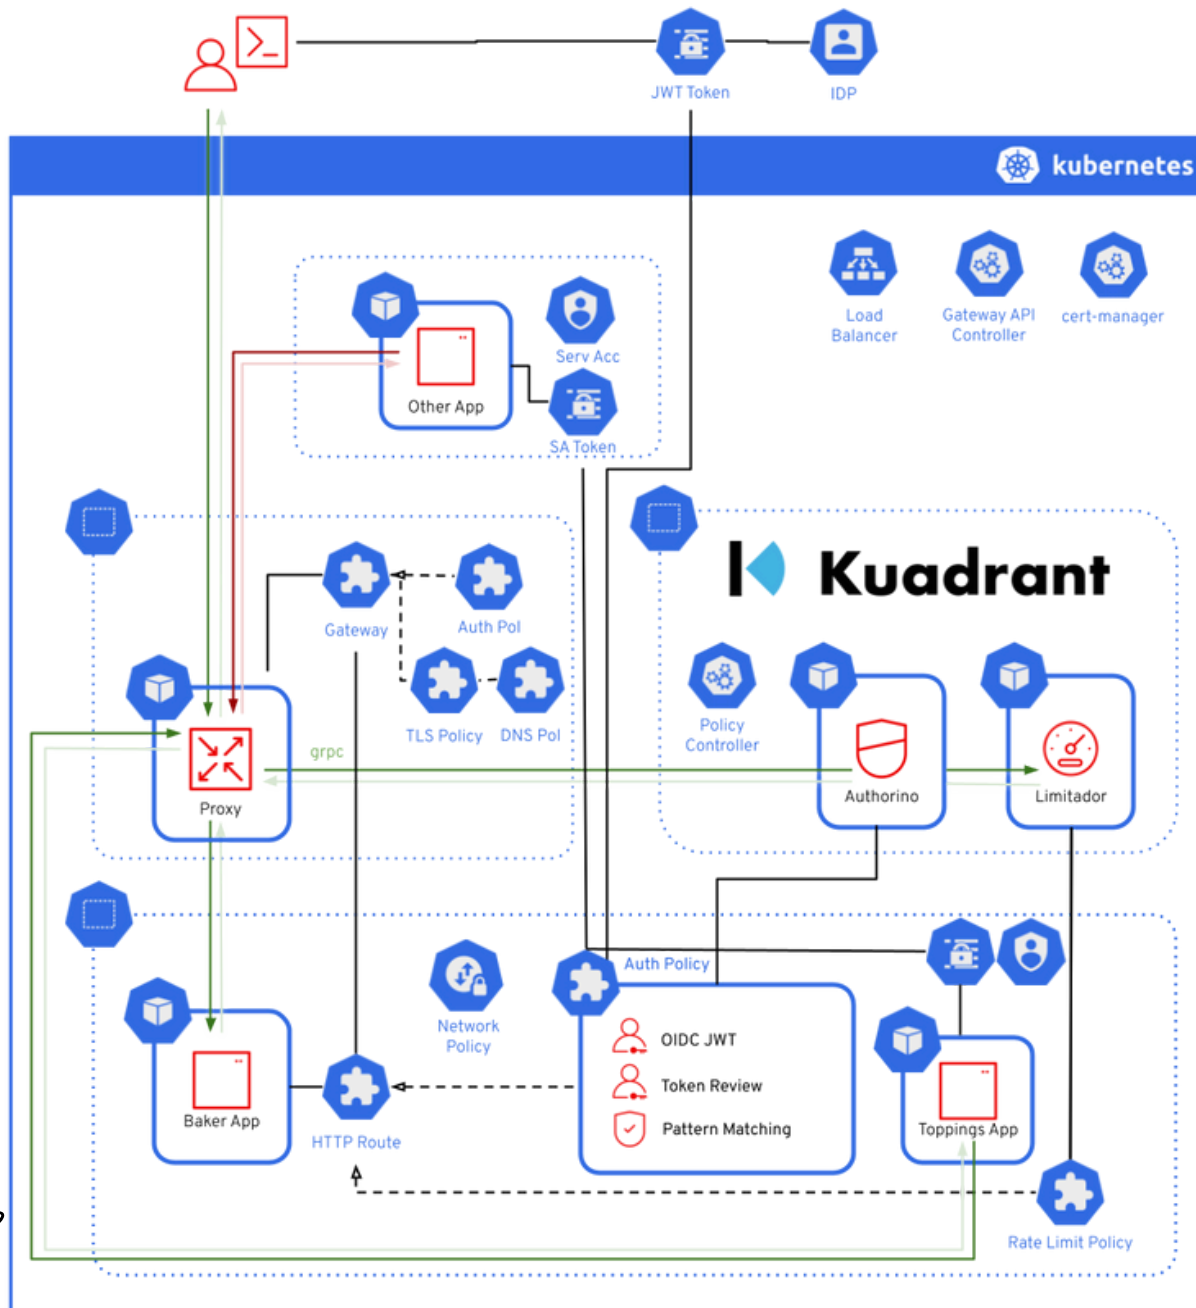 JWT Token
IDP
kubernetes
Load
Balancer
Gateway API
Controller
cert-manager
Serv Acc
Other App
SA Token
Kuadrant
Gateway
Auth Pol
TLS Policy
DNS Pol
Policy
Controller
grpc
Proxy
Authorino
Limitador
Auth Policy
Network
Policy
OIDC JWT
Token Review
Pattern Matching
Baker App
HTTP Route
Toppings App
Rate Limit Policy